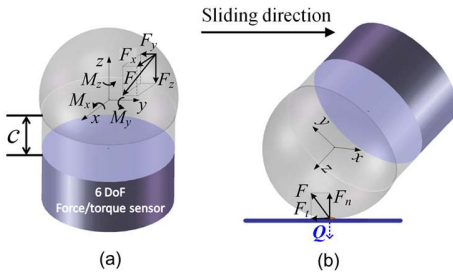 Sliding direction
F_y
F_x
z
F
F_z
M_z
M_x
y
x
M_y
C
6 DoF
Force/torque sensor
(a)
y
x
z
F
F_n
F_t
Q
(b)